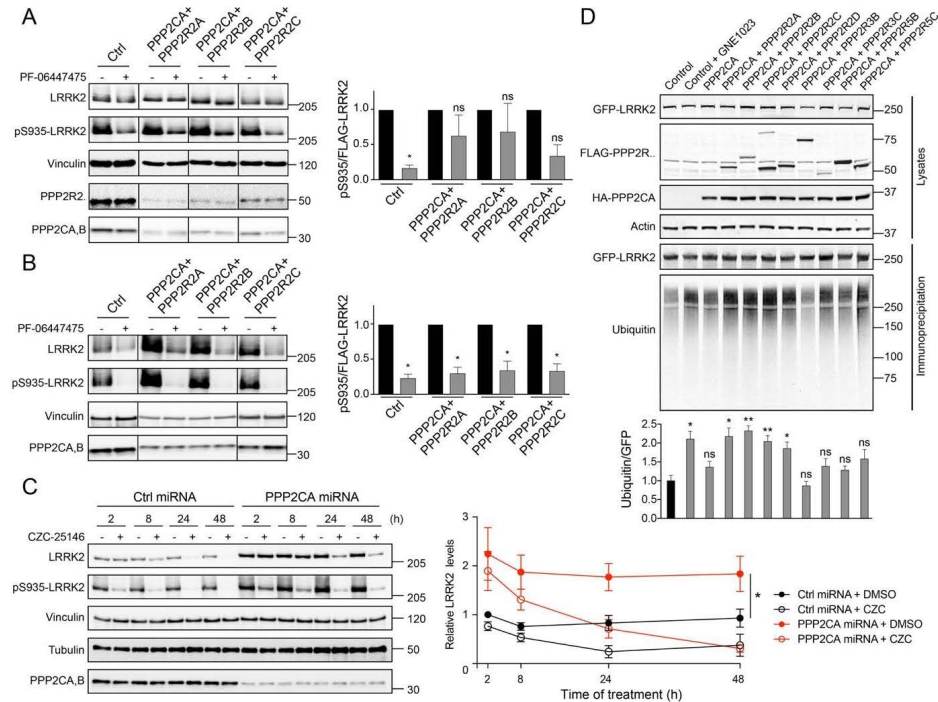 A
Ctrl
PPP2CA+
PPP2R2A
PPP2CA+
PPP2R2B
PPP2CA+
PPP2R2C
PF-06447475 - + - + - + - +
LRRK2
205
pS935-LRRK2
205
Vinculin
120
PPP2R2.
50
PPP2CA,B
30
pS935/FLAG-LRRK2
1.0
0.5
0.0
*
ns
ns
ns
Ctrl
PPP2CA+
PPP2R2A
PPP2CA+
PPP2R2B
PPP2CA+
PPP2R2C
B
Ctrl
PPP2CA+
PPP2R2A
PPP2CA+
PPP2R2B
PPP2CA+
PPP2R2C
PF-06447475 - + - + - + - +
LRRK2
205
pS935-LRRK2
205
Vinculin
120
PPP2CA,B
30
pS935/FLAG-LRRK2
1.0
0.5
0.0
* * * *
Ctrl
PPP2CA+
PPP2R2A
PPP2CA+
PPP2R2B
PPP2CA+
PPP2R2C
C
Ctrl miRNA PPP2CA miRNA
2 8 24 48 2 8 24 48 (h)
CZC-25146 - + - + - + - + - + - + - + - +
LRRK2
205
pS935-LRRK2
205
Vinculin
120
Tubulin
50
PPP2CA,B
30
Relative LRRK2 levels
3
2
1
0
2 8 24 48
Time of treatment (h)
*
Ctrl miRNA + DMSO
Ctrl miRNA + CZC
PPP2CA miRNA + DMSO
PPP2CA miRNA + CZC
D
Control
Control + GNE1023
PPP2CA
PPP2CA + PPP2R2A
PPP2CA + PPP2R2B
PPP2CA + PPP2R2C
PPP2CA + PPP2R2D
PPP2CA + PPP2R3B
PPP2CA + PPP2R3C
PPP2CA + PPP2R5B
PPP2CA + PPP2R5C
GFP-LRRK2
250
FLAG-PPP2R..
75
50
HA-PPP2CA
37
Actin
37
Lysates
GFP-LRRK2
250
Ubiquitin
250
150
100
75
Immunoprecipitation
Ubiquitin/GFP
2.5
2.0
1.5
1.0
0.5
0.0
* ns * ** ** * ns ns ns ns